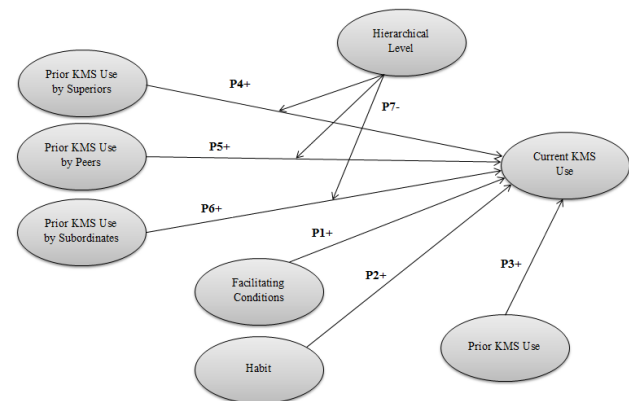 Hierarchical
Level
Prior KMS Use
by Superiors
P4+
P7-
Prior KMS Use
by Peers
P5+
Current KMS
Use
Prior KMS Use
by Subordinates
P6+
P1+
P2+
P3+
Facilitating
Conditions
Prior KMS Use
Habit